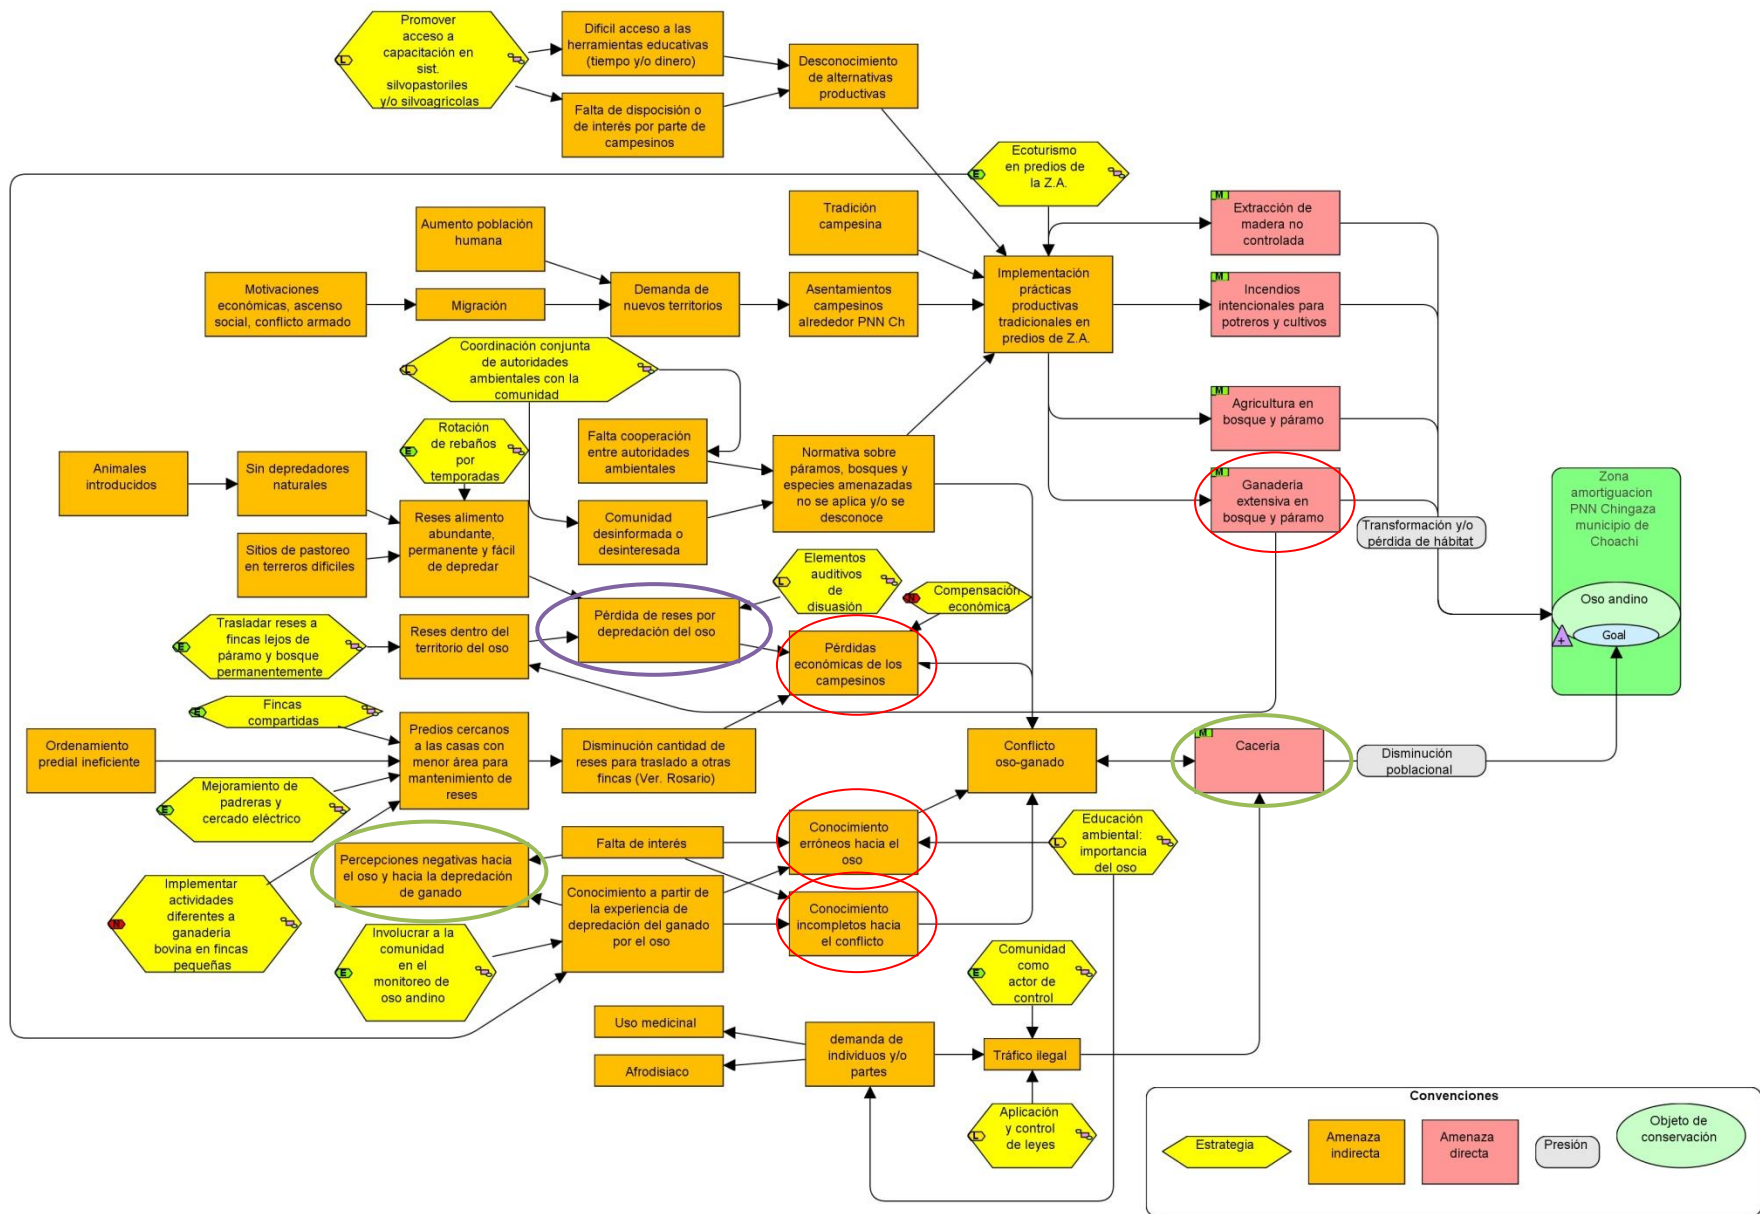 Promover
acceso a
capacitación en
sist.
silvopastoriles
y/o silvoagrícolas
L
Dificil acceso a las
herramientas educativas
(tiempo y/o dinero)
Falta de dispocisión o
de interés por parte de
campesinos
Desconocimiento
de alternativas
productivas
Ecoturismo
en predios de
la Z.A.
E
Aumento población
humana
Tradición
campesina
Motivaciones
económicas, ascenso
social, conflicto armado
Migración
Demanda de
nuevos territorios
Asentamientos
campesinos
alrededor PNN Ch
Implementación
prácticas
productivas
tradicionales en
predios de Z.A.
M
Extracción de
madera no
controlada
M
Incendios
intencionales para
potreros y cultivos
M
Agricultura en
bosque y páramo
M
Ganadería
extensiva en
bosque y páramo
Coordinación conjunta
de autoridades
ambientales con la
comunidad
L
Rotación
de rebaños
por
temporadas
E
Falta cooperación
entre autoridades
ambientales
Normativa sobre
páramos, bosques y
especies amenazadas
no se aplica y/o se
desconoce
Comunidad
desinformada o
desinteresada
Animales
introducidos
Sin depredadores
naturales
Sitios de pastoreo
en terreros difíciles
Reses alimento
abundante,
permanente y fácil
de depredar
Transformación y/o
pérdida de hábitat
Zona
amortiguacion
PNN Chingaza
municipio de
Choachi
Oso andino
Goal
+
Elementos
auditivos
de
disuasión
L
Compensación
económica
N
Trasladar reses a
fincas lejos de
páramo y bosque
permanentemente
E
Reses dentro del
territorio del oso
Pérdida de reses por
depredación del oso
Pérdidas
económicas de los
campesinos
Fincas
compartidas
E
Ordenamiento
predial ineficiente
Predios cercanos
a las casas con
menor área para
mantenimiento de
reses
Disminución cantidad de
reses para traslado a otras
fincas (Ver. Rosario)
Conflicto
oso-ganado
M
Cacería
Disminución
poblacional
Mejoramiento de
padreras y
cercado eléctrico
E
Implementar
actividades
diferentes a
ganadería
bovina en fincas
pequeñas
N
Percepciones negativas hacia
el oso y hacia la depredación
de ganado
Falta de interés
Conocimiento
erróneos hacia el
oso
Educación
ambiental:
importancia
del oso
L
Conocimiento a partir de
la experiencia de
depredación del ganado
por el oso
Conocimiento
incompletos hacia
el conflicto
Involucrar a la
comunidad
en el
monitoreo de
oso andino
E
Comunidad
como
actor de
control
E
Uso medicinal
Afrodisiaco
demanda de
individuos y/o
partes
Tráfico ilegal
Aplicación
y control
de leyes
L
Convenciones
Estrategia
Amenaza
indirecta
Amenaza
directa
Presión
Objeto de
conservación